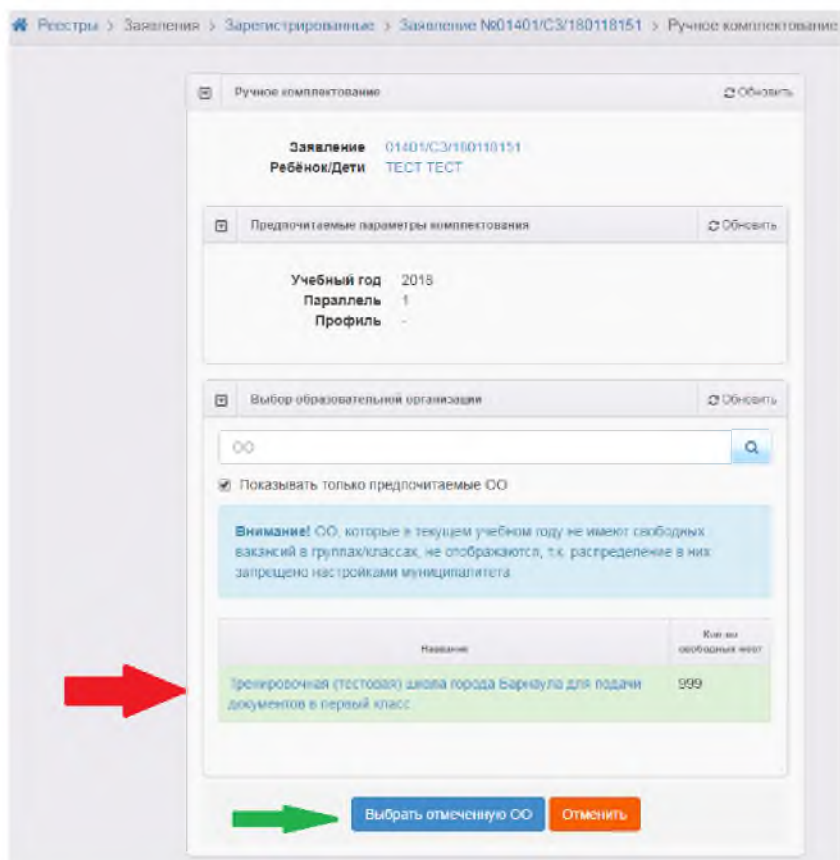 Реестры > Заявления > Зарегистрированные > Заявление №01401/СЗ/180118151 > Ручное комплектование
Ручное комплектование Обновить
Заявление 01401/СЗ/180118151
Ребёнок/Дети ТЕСТ ТЕСТ
Предпочитаемые параметры комплектования Обновить
Учебный год 2018
Параллель 1
Профиль -
Выбор образовательной организации Обновить
ОО
Показывать только предпочитаемые ОО
Внимание! ОО, которые в текущем учебном году не имеют свободных
вакансий в группах/классах, не отображаются, т.к. распределение в них
запрещено настройками муниципалитета
Название Кол-во
свободных мест
Тренировочная (тестовая) школа города Барнаула для подачи 999
документов в первый класс
Выбрать отмеченную ОО Отменить